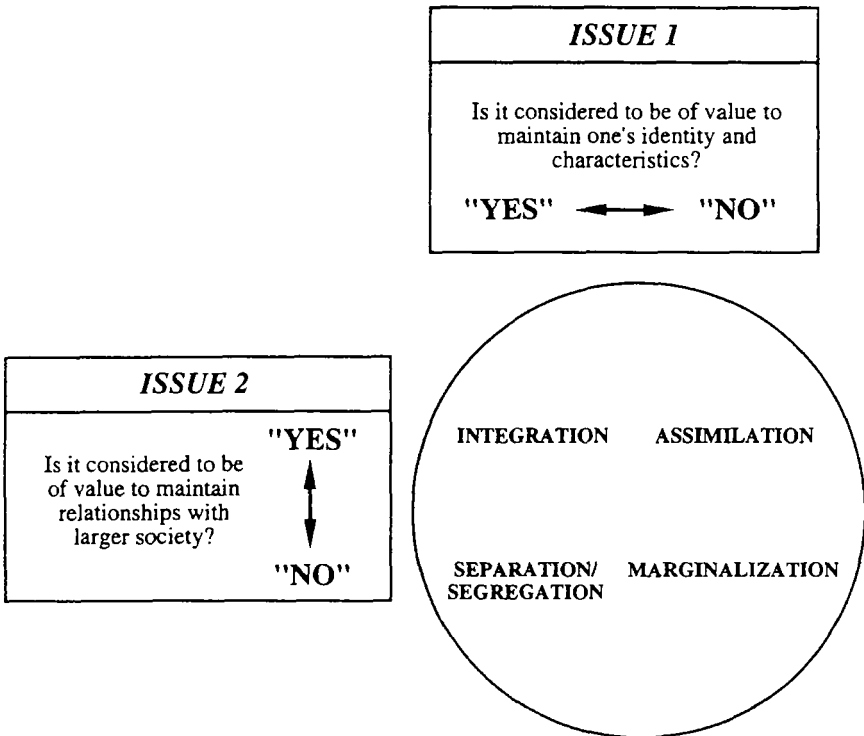 ISSUE 1
Is it considered to be of value to
maintain one's identity and
characteristics?
"YES" "NO"
ISSUE 2
Is it considered to be
of value to maintain
relationships with
larger society?
"YES"
"NO"
INTEGRATION ASSIMILATION
SEPARATION/
SEGREGATION
MARGINALIZATION